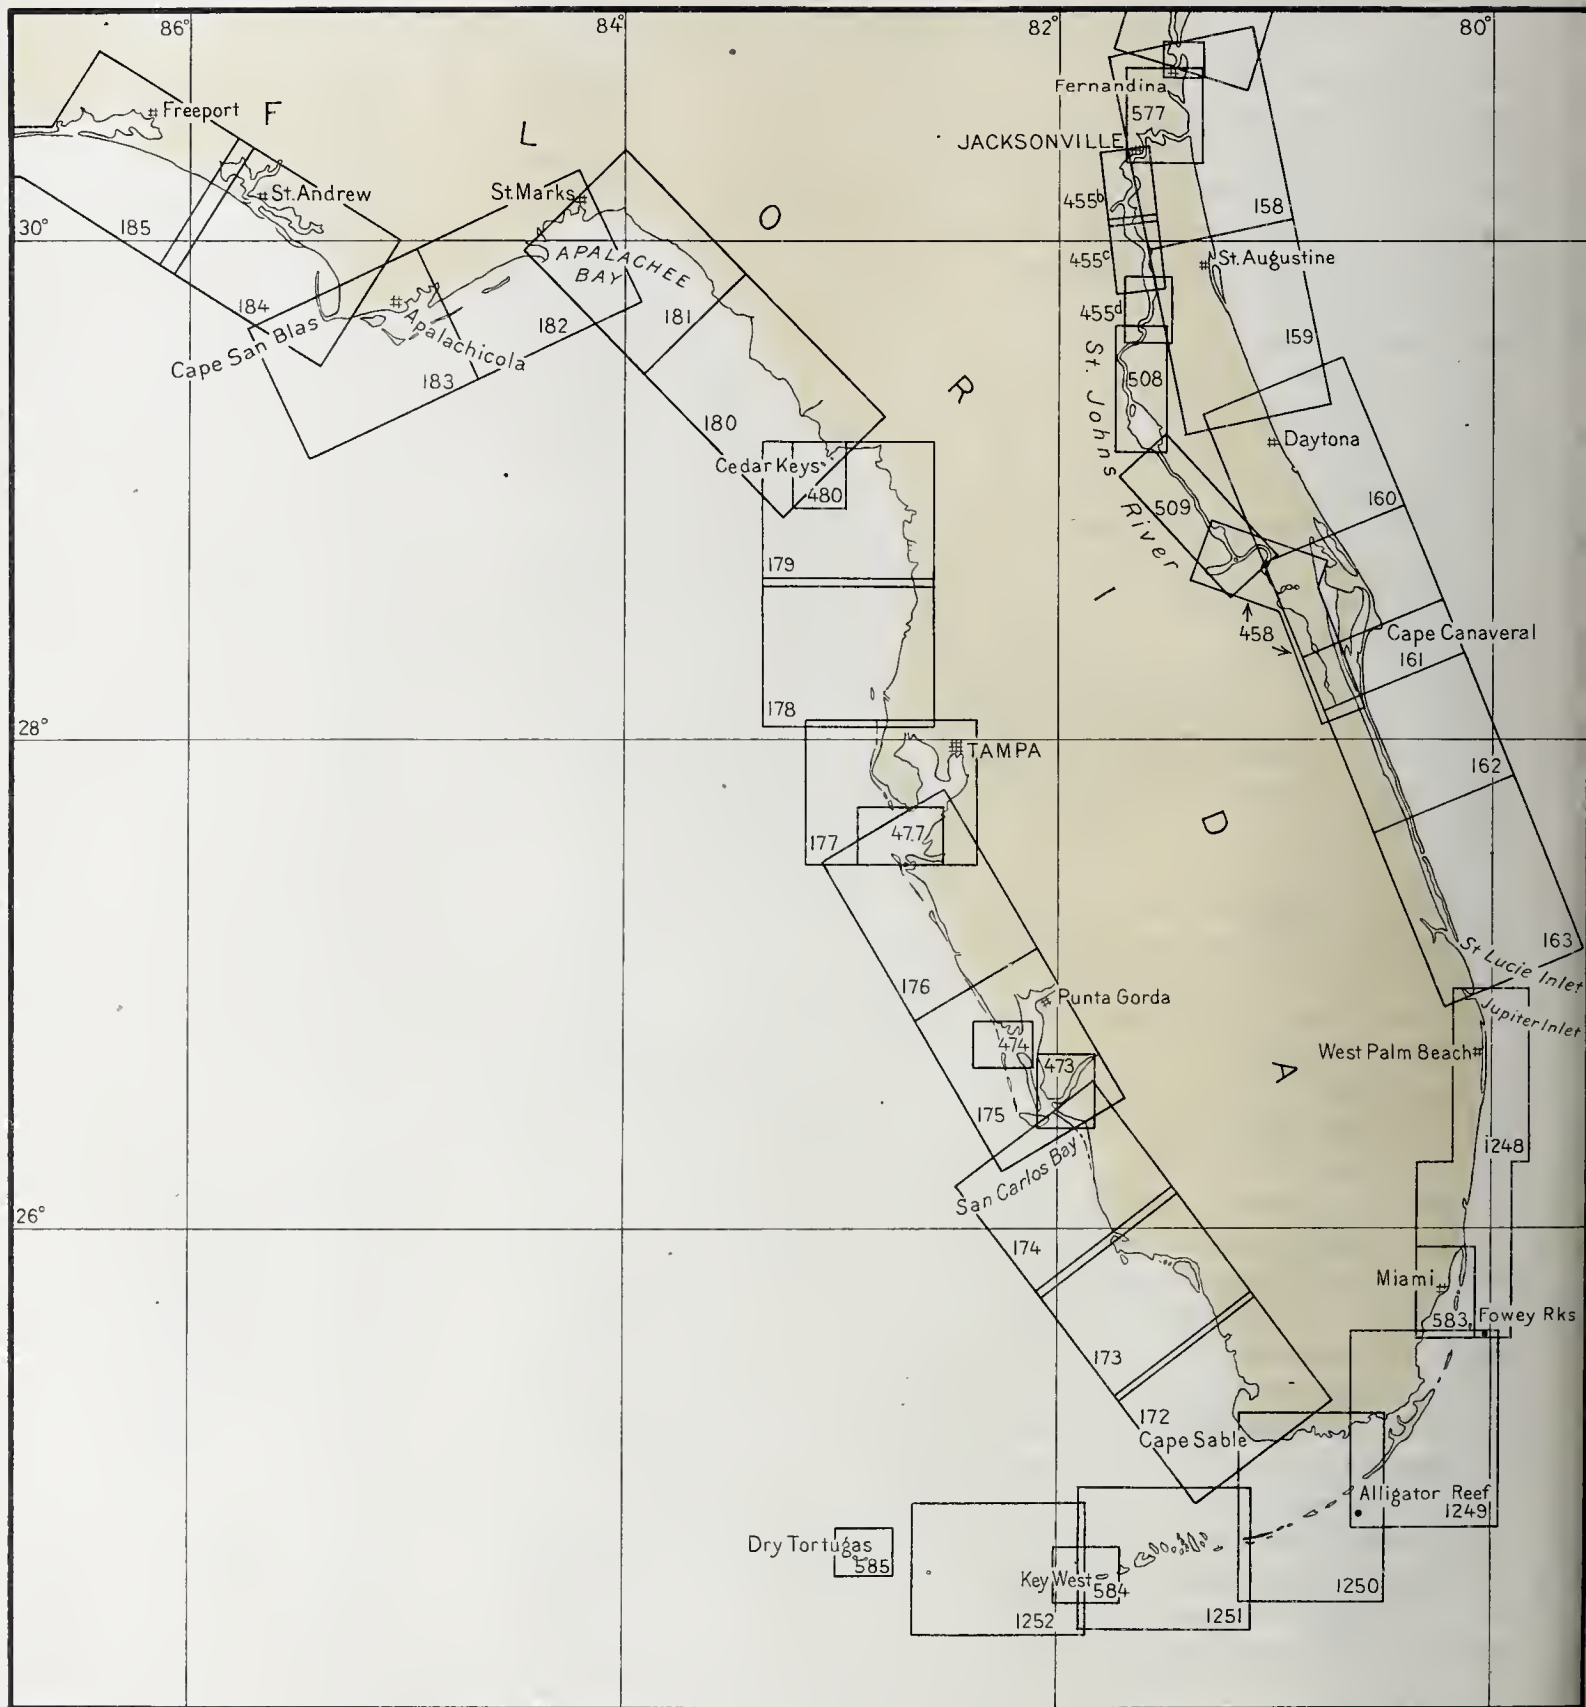 86°
84°
82°
80°
Fernandina
577
Freeport
F
L
JACKSONVILLE
St. Andrew
St. Marks
455b
158
O
185
30°
APALACHEE
BAY
455c
St. Augustine
184
181
182
455d
159
Cape San Blas
Apalachicola
183
St. Johns River
508
R
180
Daytona
Cedar Keys
480
160
509
179
I
458
Cape Canaveral
161
178
28°
TAMPA
162
D
177
477
163
St Lucie Inlet
176
Punta Gorda
Jupiter Inlet
474
West Palm Beach
473
A
175
1248
San Carlos Bay
26°
174
Miami
583
Fowey Rks
173
172
Cape Sable
Alligator Reef
1249
Dry Tortugas
585
Key West
584
1250
1252
1251